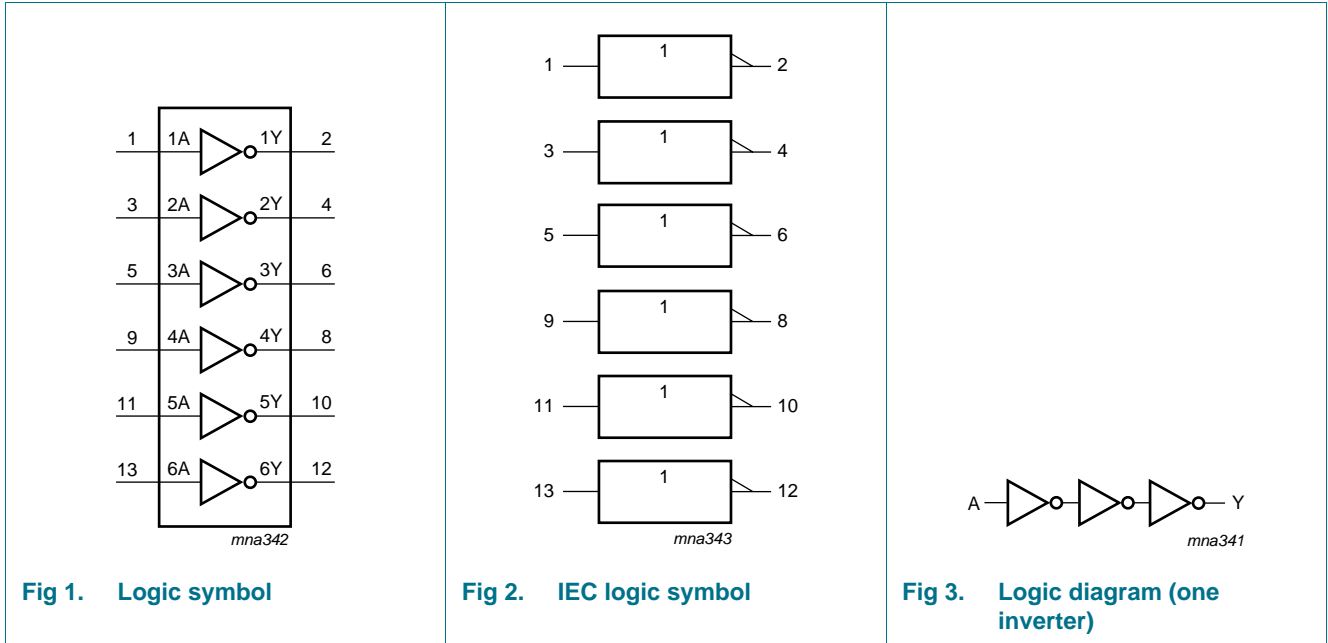 1 1A 1Y 2
3 2A 2Y 4
5 3A 3Y 6
9 4A 4Y 8
11 5A 5Y 10
13 6A 6Y 12
mna342
Fig 1. Logic symbol
1 1 2
3 1 4
5 1 6
9 1 8
11 1 10
13 1 12
mna343
Fig 2. IEC logic symbol
A Y
mna341
Fig 3. Logic diagram (one
inverter)